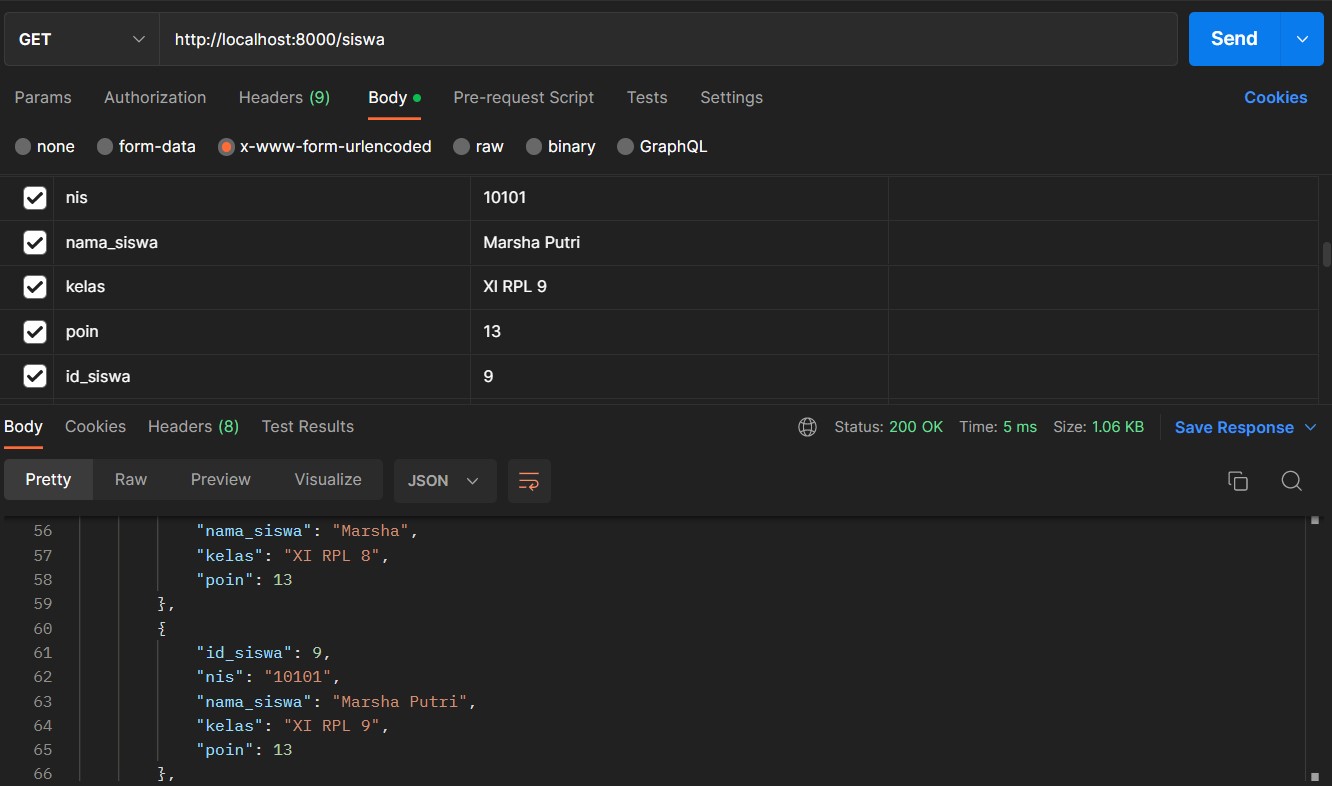 GET http://localhost:8000/siswa Send
Params Authorization Headers (9) Body Pre-request Script Tests Settings Cookies
none form-data x-www-form-urlencoded raw binary GraphQL
nis 10101
nama_siswa Marsha Putri
kelas XI RPL 9
poin 13
id_siswa 9
Body Cookies Headers (8) Test Results Status: 200 OK Time: 5 ms Size: 1.06 KB Save Response
Pretty Raw Preview Visualize JSON
56 "nama_siswa": "Marsha",
57 "kelas": "XI RPL 8",
58 "poin": 13
59 },
60 {
61 "id_siswa": 9,
62 "nis": "10101",
63 "nama_siswa": "Marsha Putri",
64 "kelas": "XI RPL 9",
65 "poin": 13
66 },